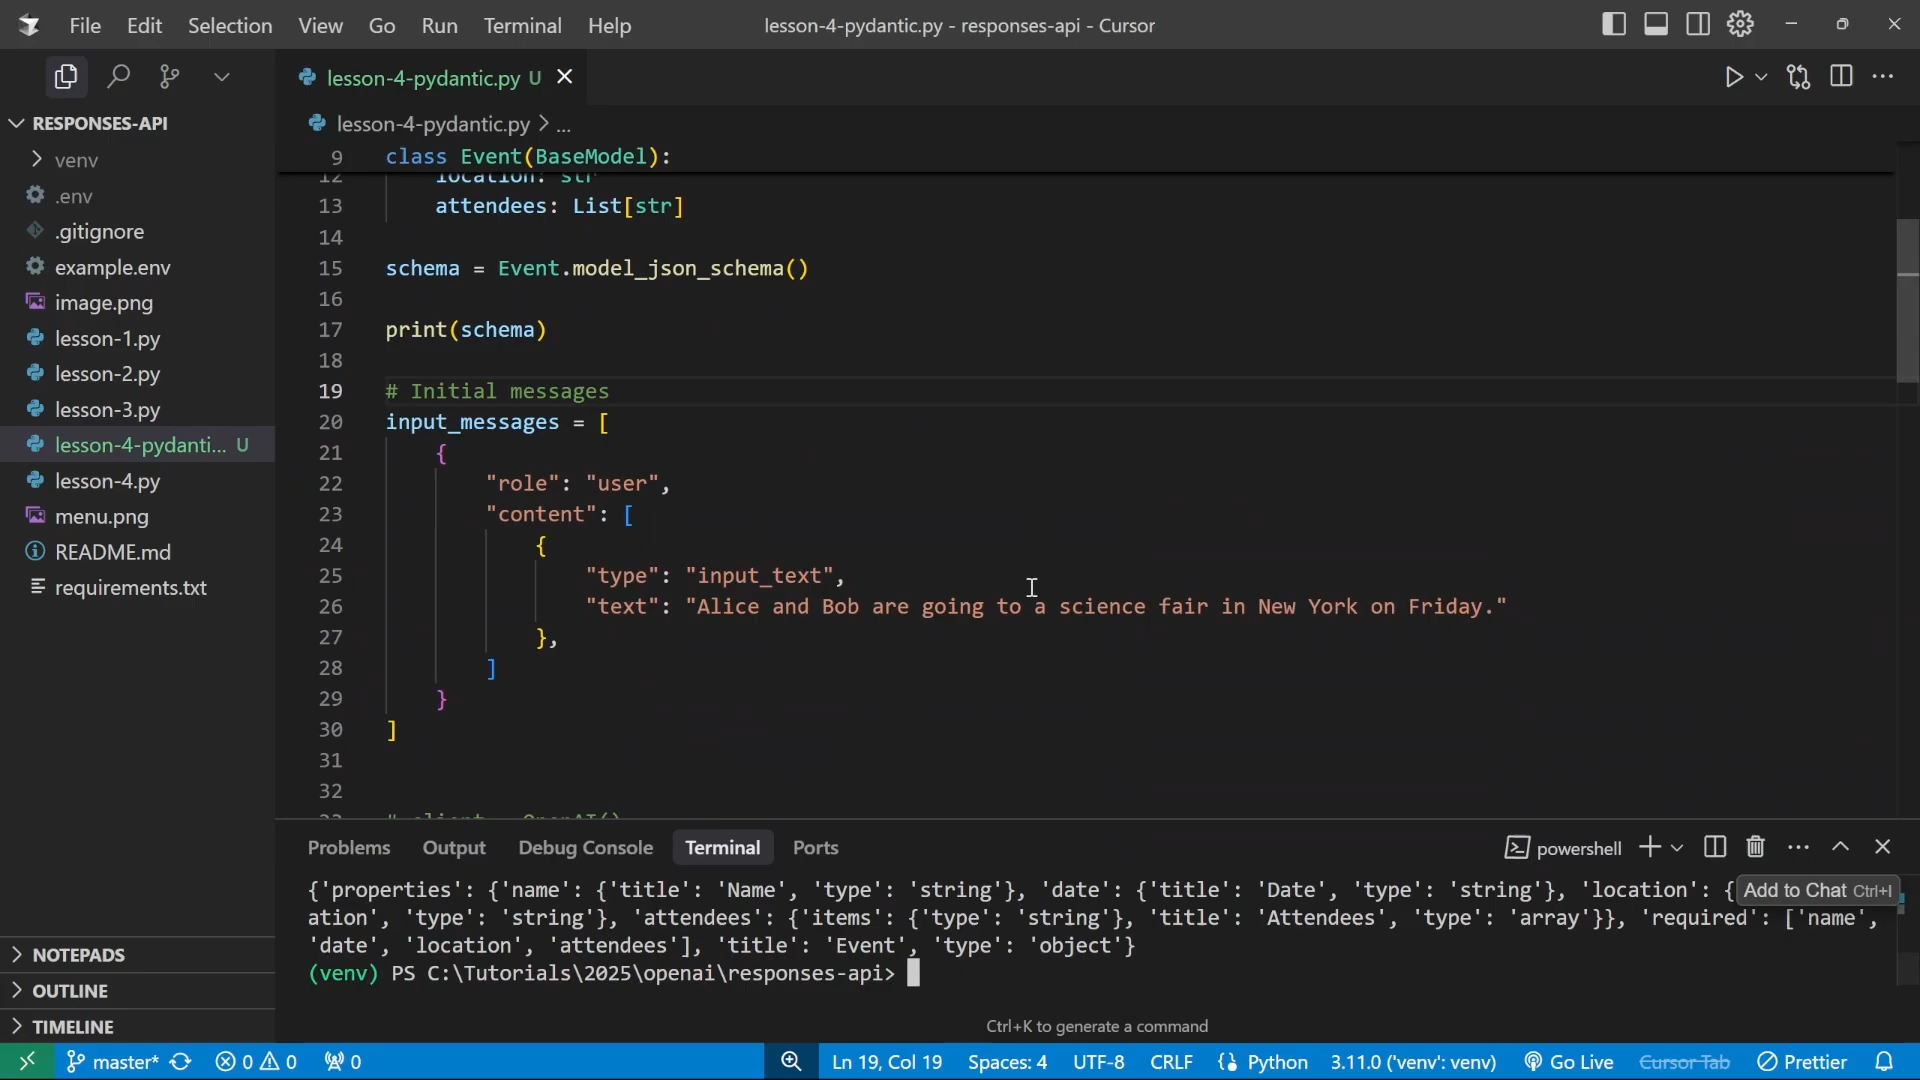 File Edit Selection View Go Run Terminal Help
lesson-4-pydantic.py - responses-api - Cursor
lesson-4-pydantic.py U
RESPONSES-API
venv
.env
.gitignore
example.env
image.png
lesson-1.py
lesson-2.py
lesson-3.py
lesson-4-pydanti... U
lesson-4.py
menu.png
README.md
requirements.txt
NOTEPADS
OUTLINE
TIMELINE
lesson-4-pydantic.py > ...
9 class Event(BaseModel):
12 location: str
13 attendees: List[str]
14
15 schema = Event.model_json_schema()
16
17 print(schema)
18
19 # Initial messages
20 input_messages = [
21 {
22 "role": "user",
23 "content": [
24 {
25 "type": "input_text",
26 "text": "Alice and Bob are going to a science fair in New York on Friday."
27 },
28 ]
29 }
30 ]
31
32
33 # client = OpenAI()
Problems Output Debug Console Terminal Ports
powershell
{'properties': {'name': {'title': 'Name', 'type': 'string'}, 'date': {'title': 'Date', 'type': 'string'}, 'location': {
Add to Chat Ctrl+I
ation', 'type': 'string'}, 'attendees': {'items': {'type': 'string'}, 'title': 'Attendees', 'type': 'array'}}, 'required': ['name',
'date', 'location', 'attendees'], 'title': 'Event', 'type': 'object'}
(venv) PS C:\Tutorials\2025\openai\responses-api>
Ctrl+K to generate a command
master* 0 0 0 Ln 19, Col 19 Spaces: 4 UTF-8 CRLF {} Python 3.11.0 ('venv': venv) Go Live Cursor Tab Prettier